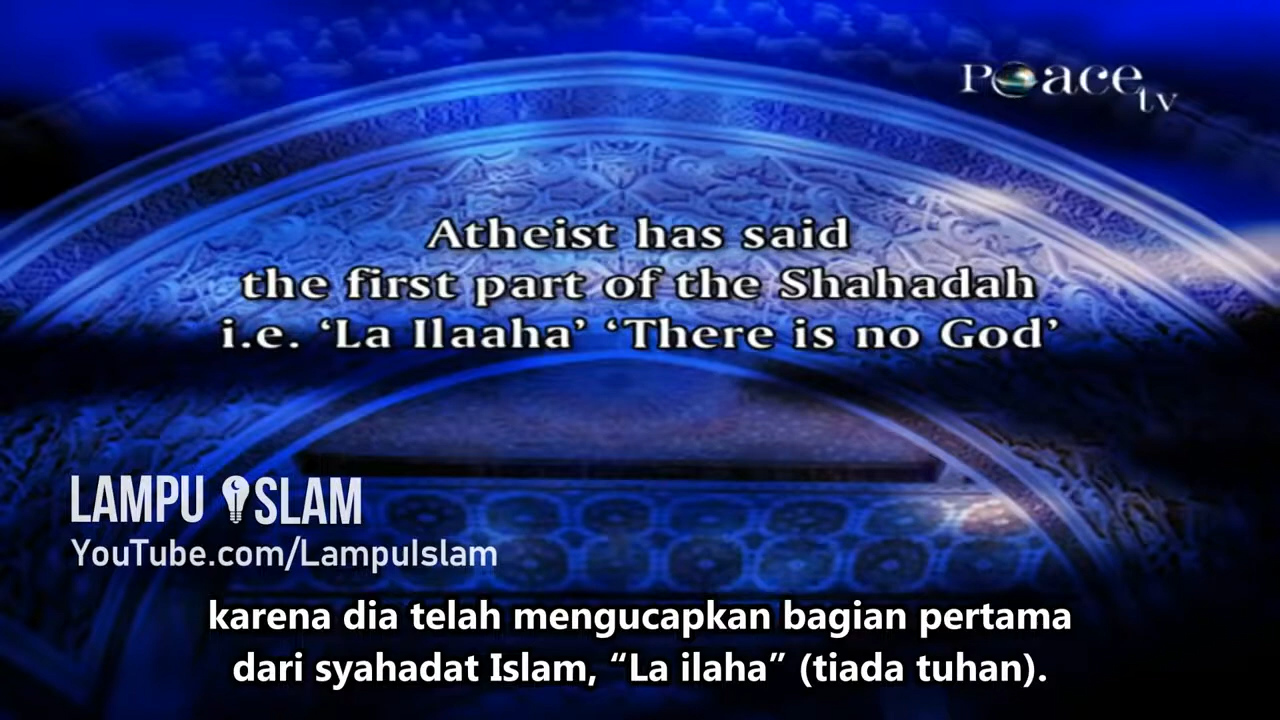 Peace tv
Atheist has said
the first part of the Shahadah
i.e. ‘La Ilaaha’ ‘There is no God’
LAMPU ISLAM
YouTube.com/LampuIslam
karena dia telah mengucapkan bagian pertama
dari syahadat Islam, “La ilaha” (tiada tuhan).